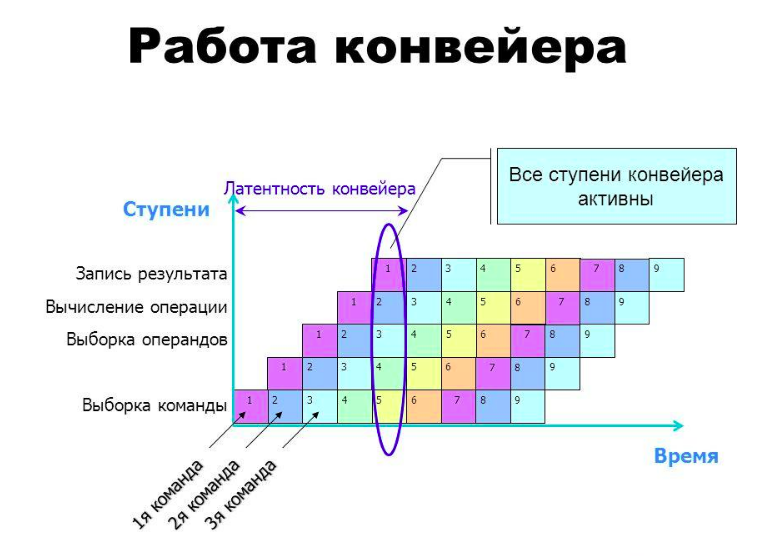 Работа конвейера
Все ступени конвейера
активны
Латентность конвейера
Ступени
Запись результата
1 2 3 4 5 6 7 8 9
Вычисление операции
1 2 3 4 5 6 7 8 9
Выборка операндов
1 2 3 4 5 6 7 8 9
1 2 3 4 5 6 7 8 9
Выборка команды
1 2 3 4 5 6 7 8 9
Время
1я команда
2я команда
3я команда